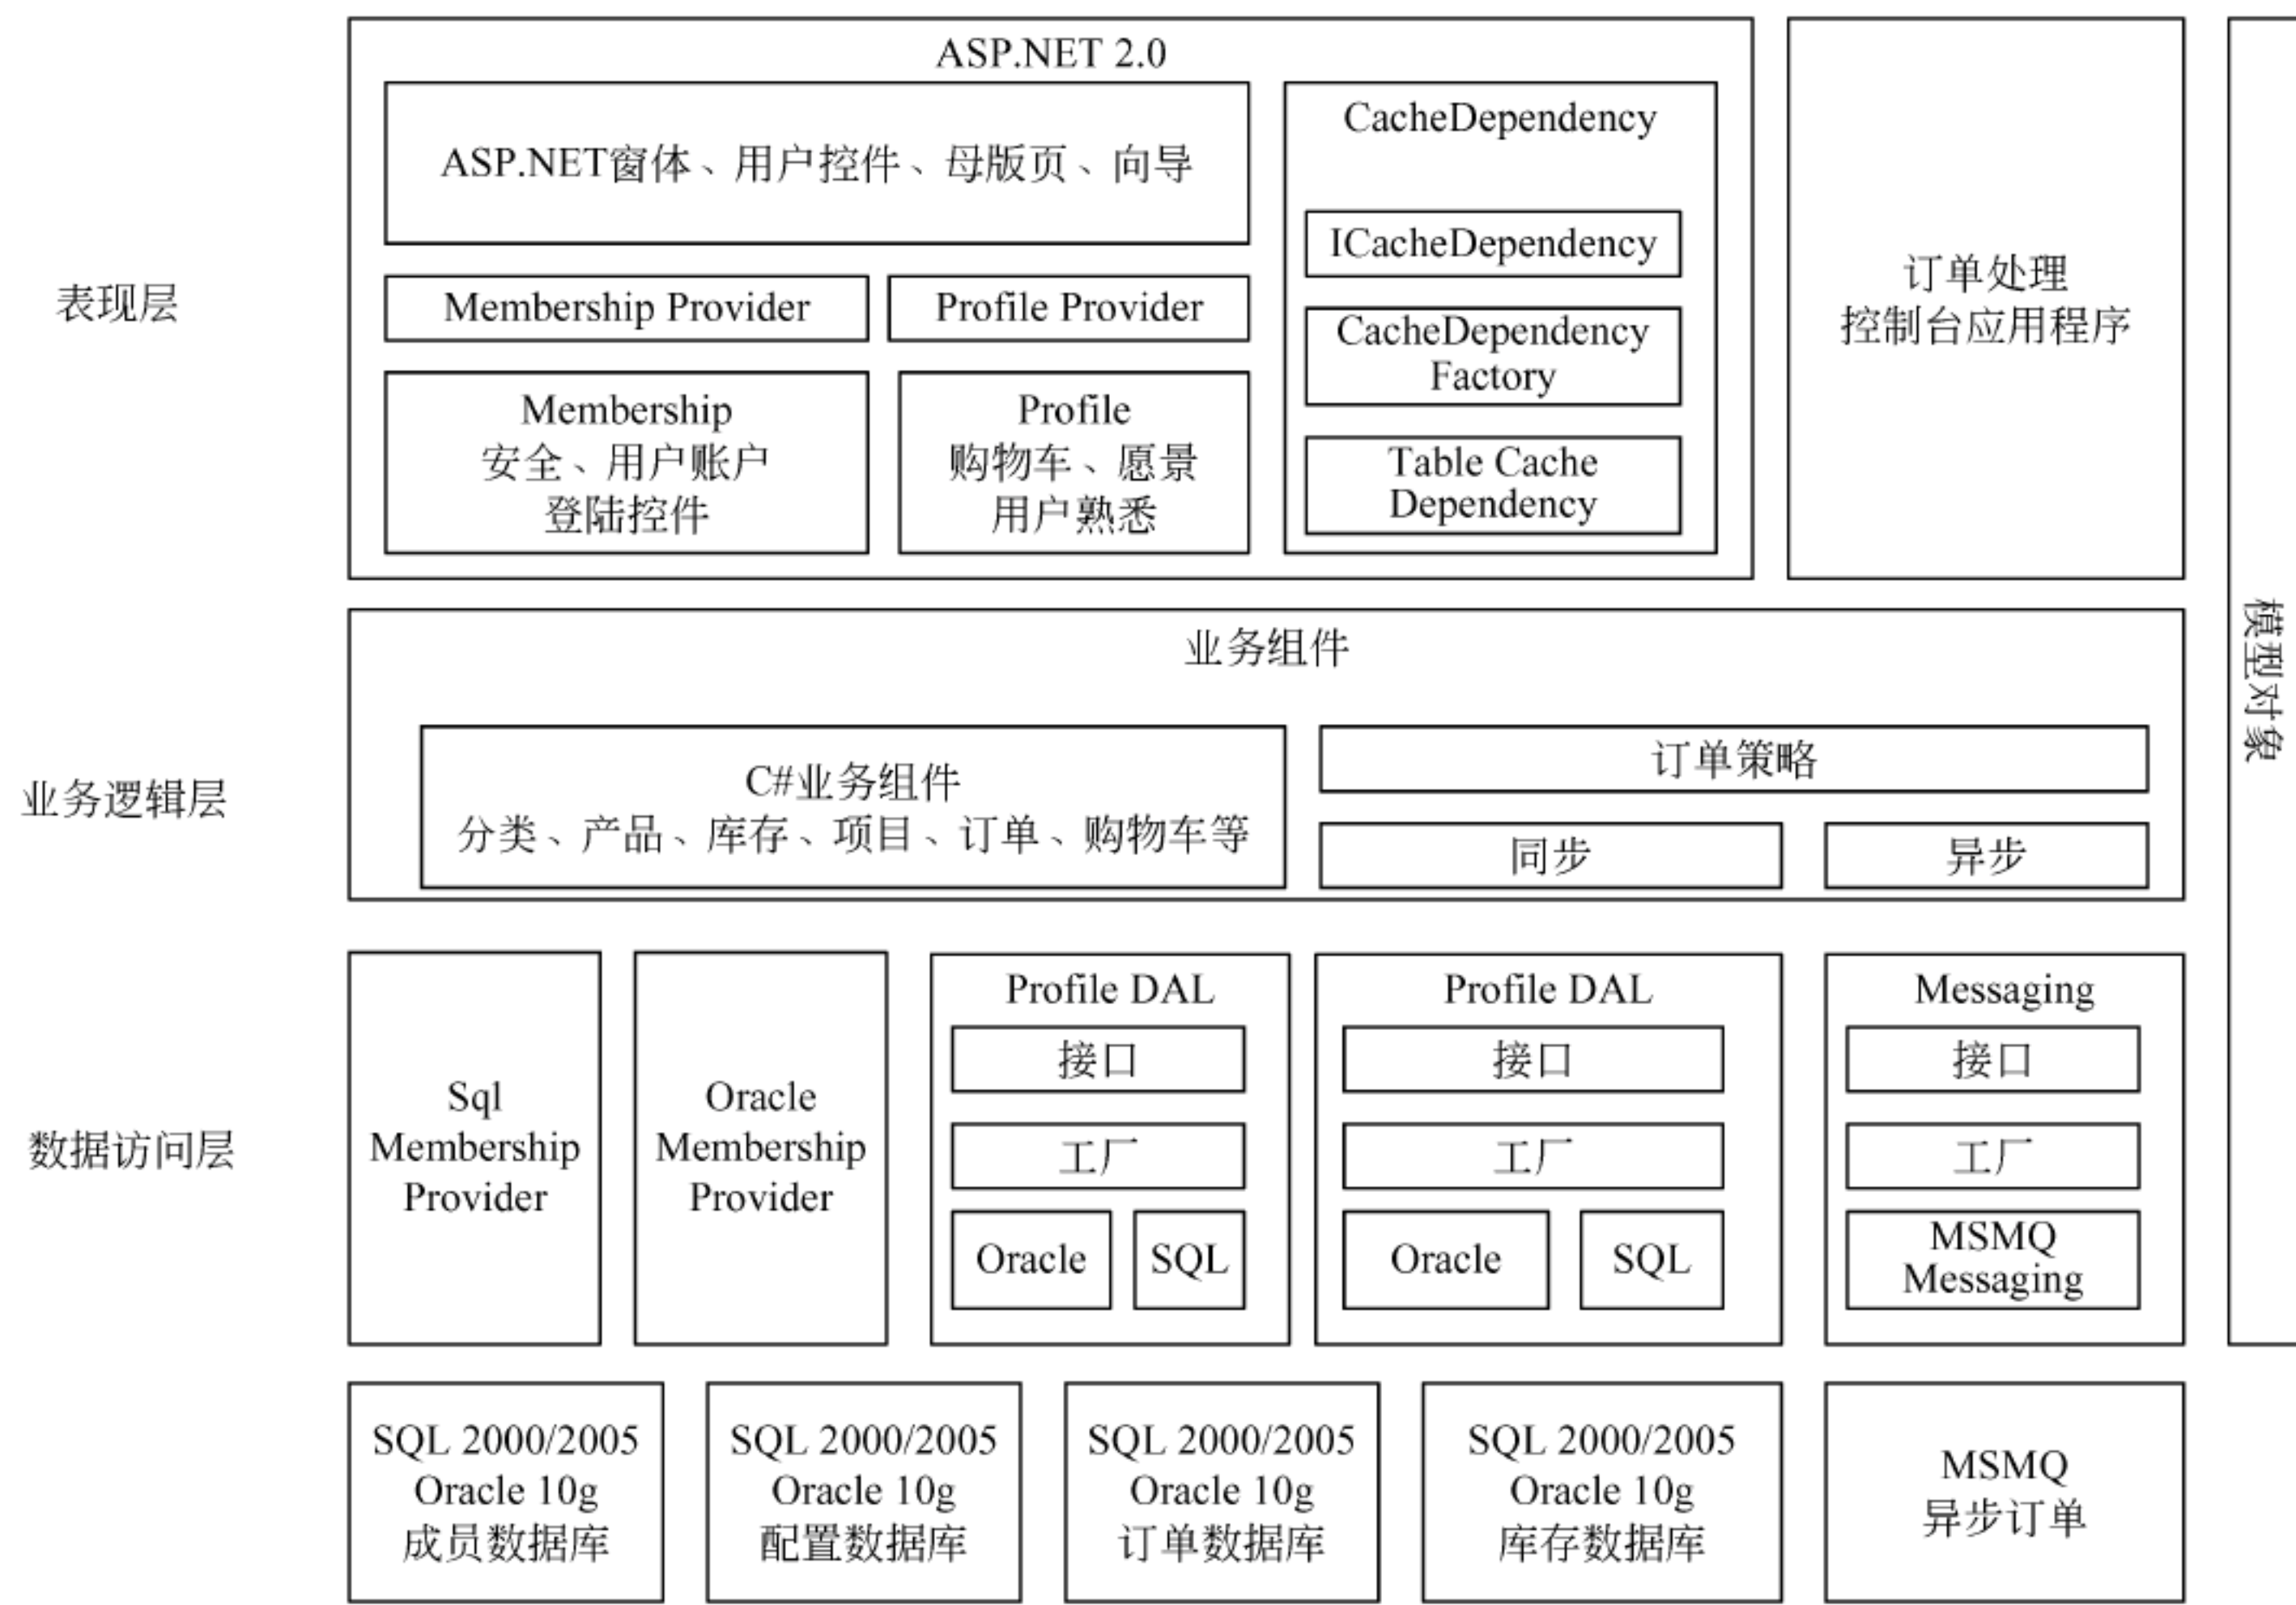 表现层
ASP.NET 2.0
ASP.NET窗体、用户控件、母版页、向导
Membership Provider
Profile Provider
Membership
安全、用户账户
登陆控件
Profile
购物车、愿景
用户熟悉
CacheDependency
ICacheDependency
CacheDependency
Factory
Table Cache
Dependency
订单处理
控制台应用程序
模型对象
业务逻辑层
业务组件
C#业务组件
分类、产品、库存、项目、订单、购物车等
订单策略
同步
异步
数据访问层
Sql
Membership
Provider
Oracle
Membership
Provider
Profile DAL
接口
工厂
Oracle
SQL
Profile DAL
接口
工厂
Oracle
SQL
Messaging
接口
工厂
MSMQ
Messaging
SQL 2000/2005
Oracle 10g
成员数据库
SQL 2000/2005
Oracle 10g
配置数据库
SQL 2000/2005
Oracle 10g
订单数据库
SQL 2000/2005
Oracle 10g
库存数据库
MSMQ
异步订单